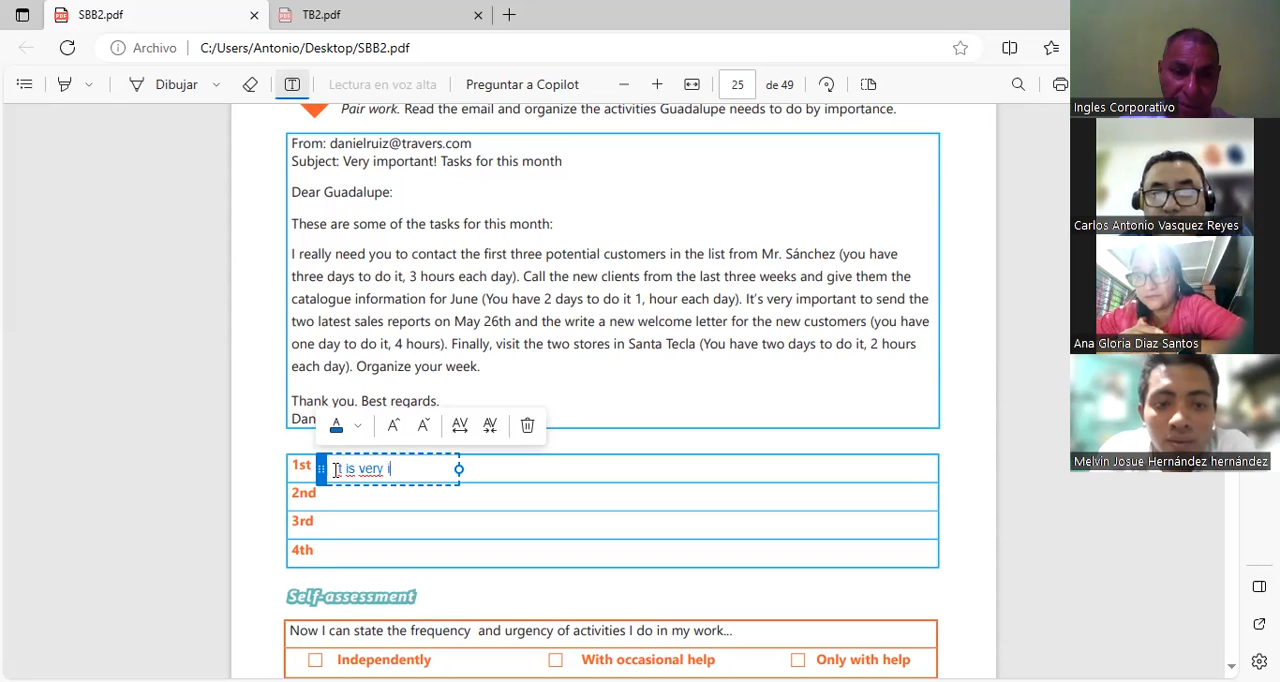 SBB2.pdf
TB2.pdf
Archivo
C:/Users/Antonio/Desktop/SBB2.pdf
Dibujar
Lectura en voz alta
Preguntar a Copilot
25
de 49
Pair work. Read the email and organize the activities Guadalupe needs to do by importance.
From: danielruiz@travers.com
Subject: Very important! Tasks for this month
Dear Guadalupe:
These are some of the tasks for this month:
I really need you to contact the first three potential customers in the list from Mr. Sánchez (you have
three days to do it, 3 hours each day). Call the new clients from the last three weeks and give them the
catalogue information for June (You have 2 days to do it 1, hour each day). It's very important to send the
two latest sales reports on May 26th and the write a new welcome letter for the new customers (you have
one day to do it, 4 hours). Finally, visit the two stores in Santa Tecla (You have two days to do it, 2 hours
each day). Organize your week.
Thank you. Best regards.
Dan
1st It is very i
2nd
3rd
4th
Self-assessment
Now I can state the frequency and urgency of activities I do in my work...
Independently
With occasional help
Only with help
Ingles Corporativo
Carlos Antonio Vasquez Reyes
Ana Gloria Diaz Santos
Melvin Josue Hernández hernández